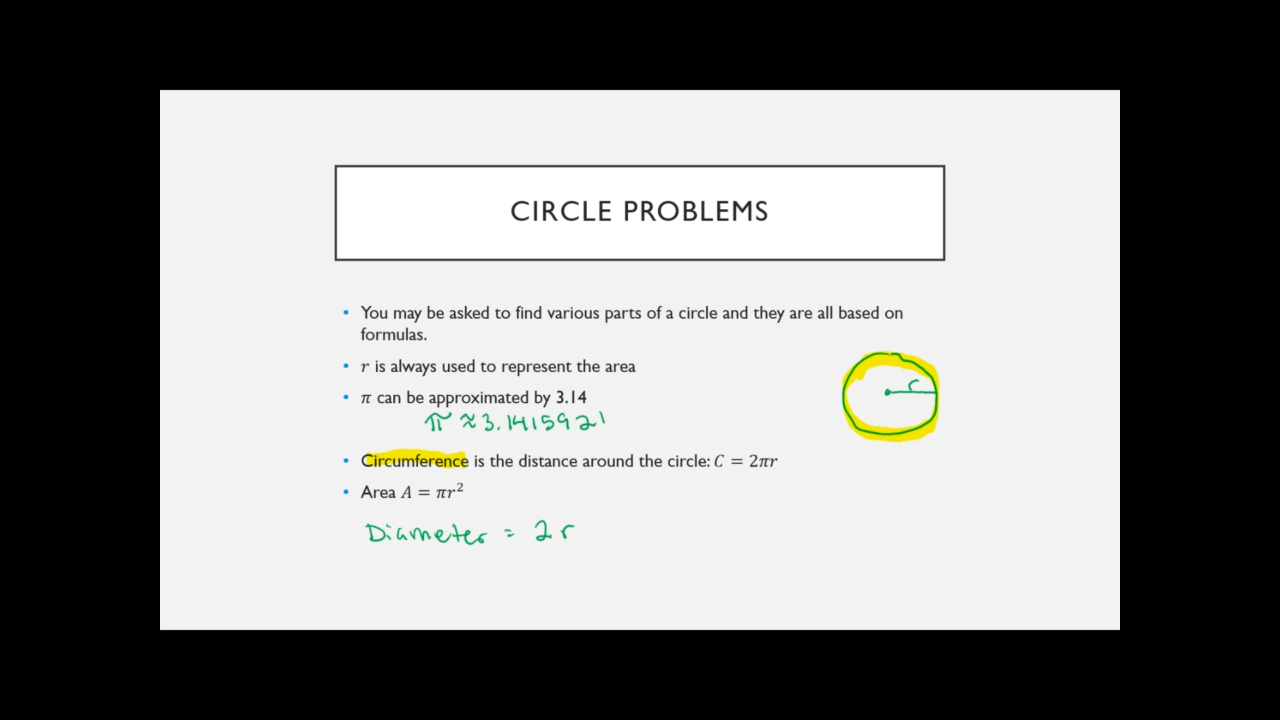 CIRCLE PROBLEMS
• You may be asked to find various parts of a circle and they are all based on
formulas.
• r is always used to represent the area
• π can be approximated by 3.14
π ≈ 3.1415921
r
• Circumference is the distance around the circle: C = 2πr
• Area A = πr²
Diameter = 2r